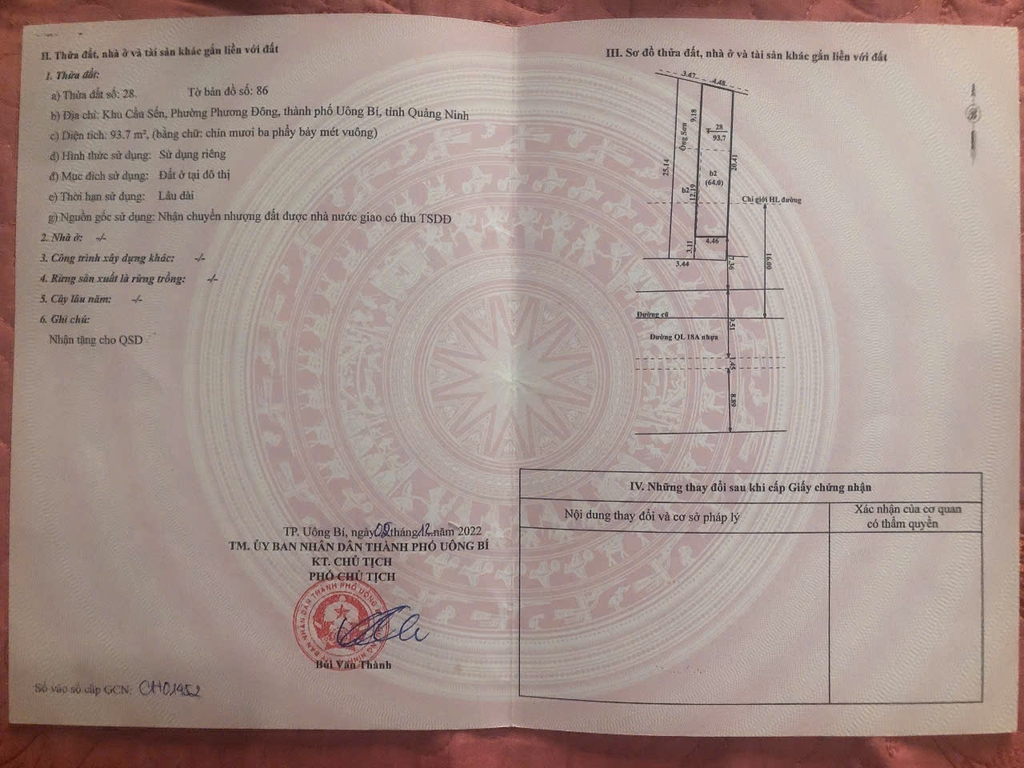 II. Thửa đất, nhà ở và tài sản khác gắn liền với đất
1. Thửa đất:
a) Thửa đất số: 28. Tờ bản đồ số: 86
b) Địa chỉ: Khu Cầu Sến, Phường Phương Đông, thành phố Uông Bí, tỉnh Quảng Ninh
c) Diện tích: 93.7 m², (bằng chữ: chín mươi ba phẩy bảy mét vuông)
d) Hình thức sử dụng: Sử dụng riêng
đ) Mục đích sử dụng: Đất ở tại đô thị
e) Thời hạn sử dụng: Lâu dài
g) Nguồn gốc sử dụng: Nhận chuyển nhượng đất được nhà nước giao có thu TSDĐ
2. Nhà ở: -/-
3. Công trình xây dựng khác: -/-
4. Rừng sản xuất là rừng trồng: -/-
5. Cây lâu năm: -/-
6. Ghi chú:
Nhận tặng cho QSD
TP. Uông Bí, ngày 02 tháng 12 năm 2022
TM. ỦY BAN NHÂN DÂN THÀNH PHỐ UÔNG BÍ
KT. CHỦ TỊCH
PHÓ CHỦ TỊCH
Bùi Văn Thành
Số vào sổ cấp GCN: CH01452
III. Sơ đồ thửa đất, nhà ở và tài sản khác gắn liền với đất
3.47
4.48
9.18
Ông Sơn
T
28
93.7
25.14
20.41
b2
(64.0)
b2
12.19
Chỉ giới HL đường
3.11
4.46
3.44
7.36
16.01
Đường cũ
Đường QL 18A nhựa
8.89
IV. Những thay đổi sau khi cấp Giấy chứng nhận
Nội dung thay đổi và cơ sở pháp lý
Xác nhận của cơ quan
có thẩm quyền